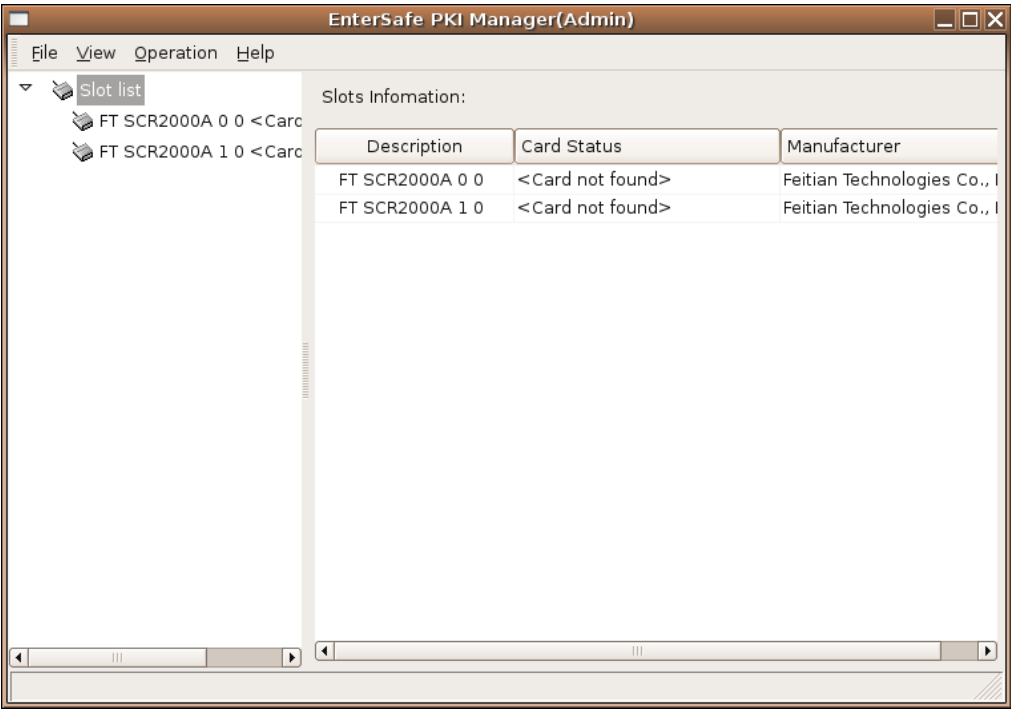 EnterSafe PKI Manager(Admin)
File View Operation Help
Slot list
FT SCR2000A 0 0 <Card
FT SCR2000A 1 0 <Card
Slots Infomation:
Description Card Status Manufacturer
FT SCR2000A 0 0 <Card not found> Feitian Technologies Co.,
FT SCR2000A 1 0 <Card not found> Feitian Technologies Co.,